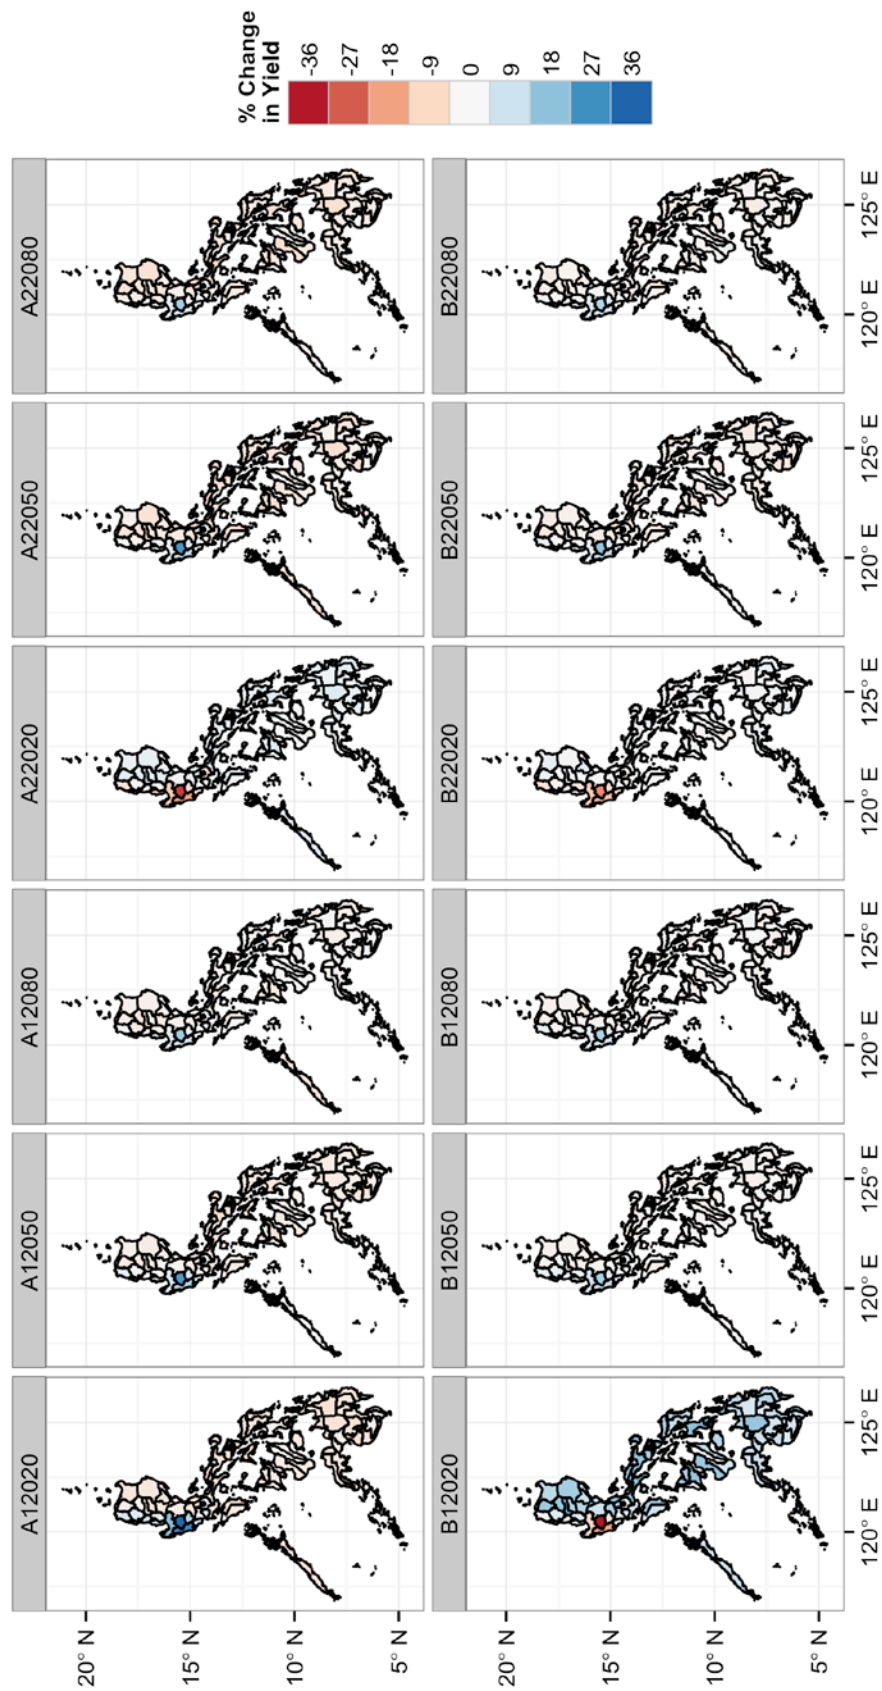 A12020
A12050
A12080
A22020
A22050
A22080
20° N
15° N
10° N
5° N
B12020
B12050
B12080
B22020
B22050
B22080
20° N
15° N
10° N
5° N
120° E 125° E
120° E 125° E
120° E 125° E
120° E 125° E
120° E 125° E
120° E 125° E
% Change
in Yield
-36
-27
-18
-9
0
9
18
27
36